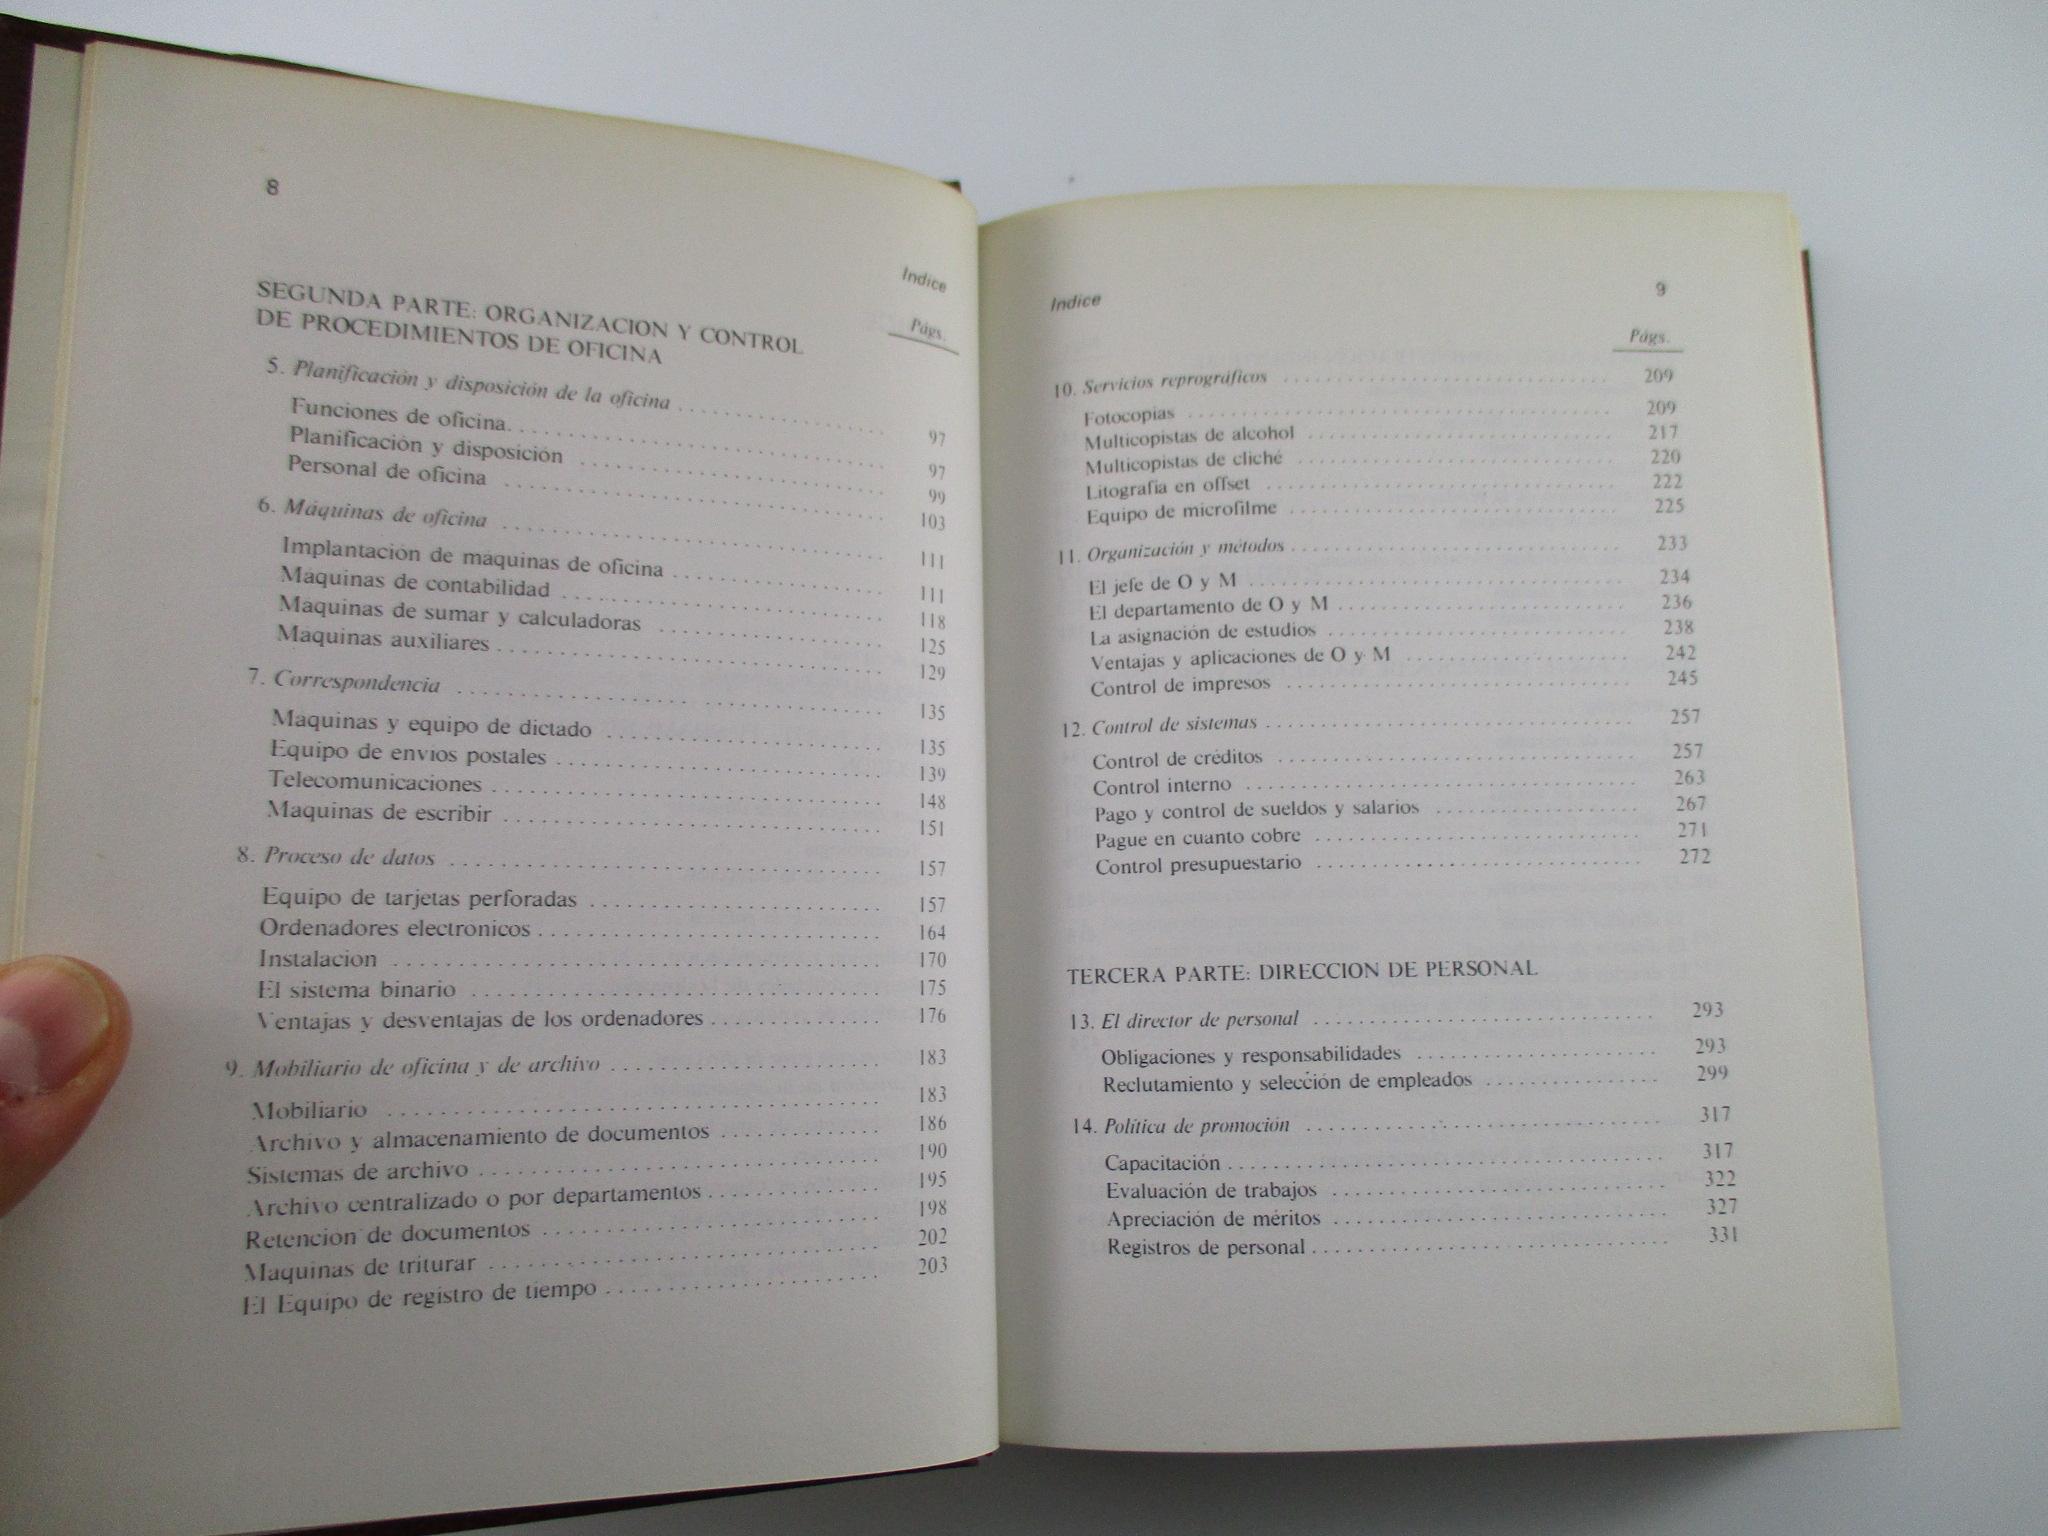 8
Indice
Págs.
SEGUNDA PARTE: ORGANIZACION Y CONTROL
DE PROCEDIMIENTOS DE OFICINA
5. Planificación y disposición de la oficina . . . . . . . . . . 97
Funciones de oficina. . . . . . . . . . 97
Planificación y disposición . . . . . . . . . . 99
Personal de oficina . . . . . . . . . . 103
6. Máquinas de oficina . . . . . . . . . . 111
Implantación de máquinas de oficina . . . . . . . . . . 111
Máquinas de contabilidad . . . . . . . . . . 118
Máquinas de sumar y calculadoras . . . . . . . . . . 125
Máquinas auxiliares . . . . . . . . . . 129
7. Correspondencia . . . . . . . . . . 135
Maquinas y equipo de dictado . . . . . . . . . . 135
Equipo de envios postales . . . . . . . . . . 139
Telecomunicaciones . . . . . . . . . . 148
Maquinas de escribir . . . . . . . . . . 151
8. Proceso de datos . . . . . . . . . . 157
Equipo de tarjetas perforadas . . . . . . . . . . 157
Ordenadores electronicos . . . . . . . . . . 164
Instalacion . . . . . . . . . . 170
El sistema binario . . . . . . . . . . 175
Ventajas y desventajas de los ordenadores . . . . . . . . . . 176
9. Mobiliario de oficina y de archivo . . . . . . . . . . 183
Mobiliario . . . . . . . . . . 183
Archivo y almacenamiento de documentos . . . . . . . . . . 186
Sistemas de archivo . . . . . . . . . . 190
Archivo centralizado o por departamentos . . . . . . . . . . 195
Retencion de documentos . . . . . . . . . . 198
Maquinas de triturar . . . . . . . . . . 202
El Equipo de registro de tiempo . . . . . . . . . . 203
Indice
9
Págs.
10. Servicios reprográficos . . . . . . . . . . 209
Fotocopias . . . . . . . . . . 209
Multicopistas de alcohol . . . . . . . . . . 217
Multicopistas de cliché . . . . . . . . . . 220
Litografía en offset . . . . . . . . . . 222
Equipo de microfilme . . . . . . . . . . 225
11. Organización y métodos . . . . . . . . . . 233
El jefe de O y M . . . . . . . . . . 234
El departamento de O y M . . . . . . . . . . 236
La asignación de estudios . . . . . . . . . . 238
Ventajas y aplicaciones de O y M . . . . . . . . . . 242
Control de impresos . . . . . . . . . . 245
12. Control de sistemas . . . . . . . . . . 257
Control de créditos . . . . . . . . . . 257
Control interno . . . . . . . . . . 263
Pago y control de sueldos y salarios . . . . . . . . . . 267
Pague en cuanto cobre . . . . . . . . . . 271
Control presupuestario . . . . . . . . . . 272
TERCERA PARTE: DIRECCION DE PERSONAL
13. El director de personal . . . . . . . . . . 293
Obligaciones y responsabilidades . . . . . . . . . . 293
Reclutamiento y selección de empleados . . . . . . . . . . 299
14. Política de promoción . . . . . . . . . . 317
Capacitación . . . . . . . . . . 317
Evaluación de trabajos . . . . . . . . . . 322
Apreciación de méritos . . . . . . . . . . 327
Registros de personal . . . . . . . . . . 331